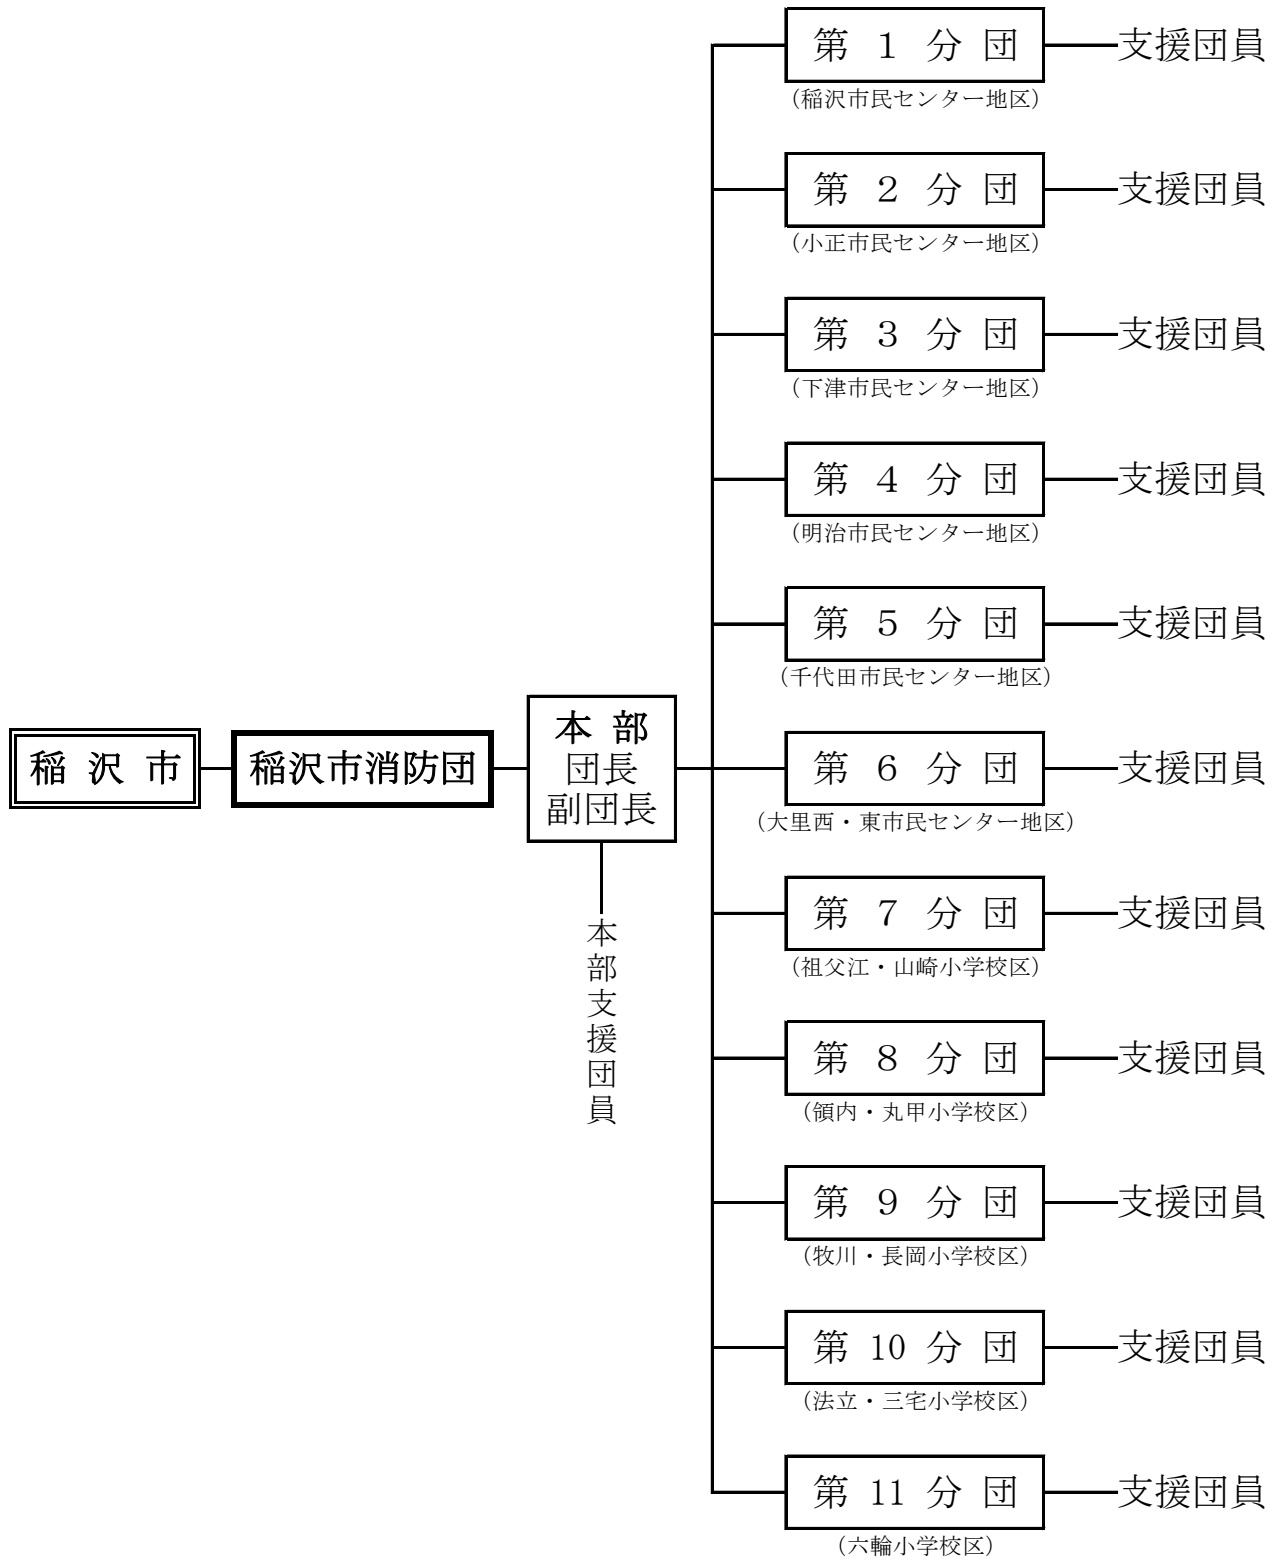 稲沢市
稲沢市消防団
本部
団長
副団長
本部支援団員
第1分団
支援団員
(稲沢市民センター地区)
第2分団
支援団員
(小正市民センター地区)
第3分団
支援団員
(下津市民センター地区)
第4分団
支援団員
(明治市民センター地区)
第5分団
支援団員
(千代田市民センター地区)
第6分団
支援団員
(大里西・東市民センター地区)
第7分団
支援団員
(祖父江・山崎小学校区)
第8分団
支援団員
(領内・丸甲小学校区)
第9分団
支援団員
(牧川・長岡小学校区)
第10分団
支援団員
(法立・三宅小学校区)
第11分団
支援団員
(六輪小学校区)